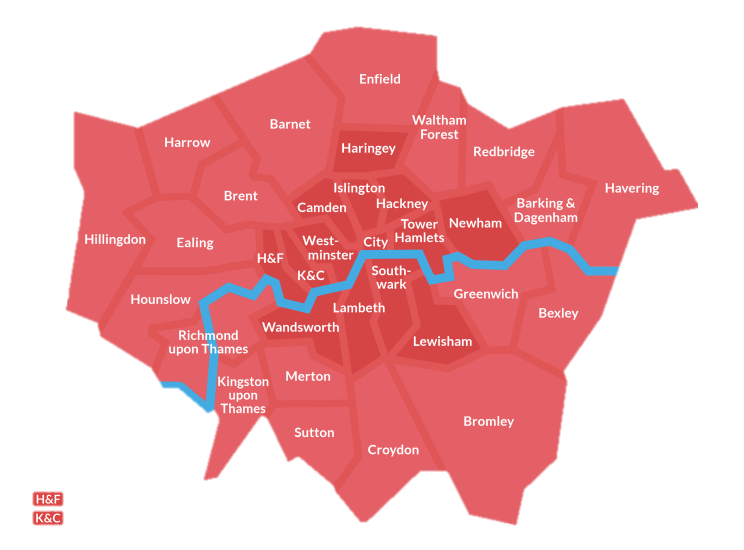 Enfield
Waltham
Forest
Barnet
Harrow
Haringey
Redbridge
Islington
Havering
Brent
Camden
Hackney
Barking &
Dagenham
Tower
Hamlets
Newham
Hillingdon
Ealing
West-
minster
City
H&F
K&C
South-
wark
Greenwich
Hounslow
Lambeth
Bexley
Wandsworth
Richmond
upon Thames
Lewisham
Merton
Kingston
upon
Thames
Bromley
Sutton
Croydon
H&F
K&C